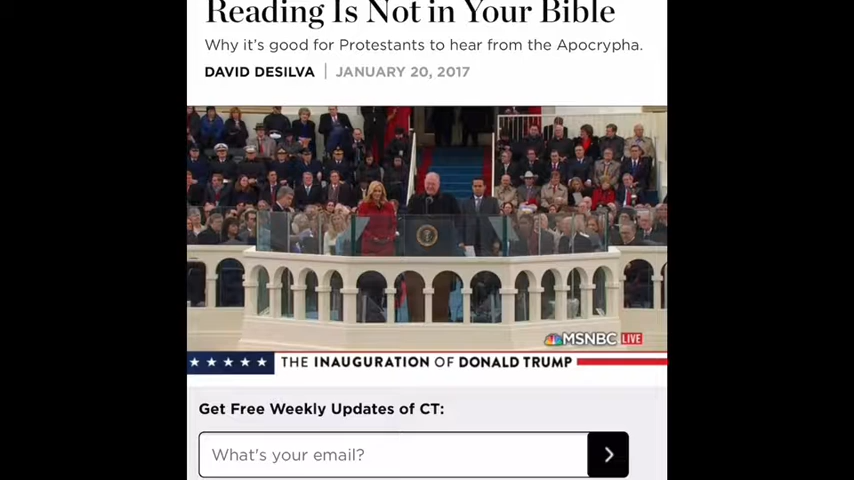 Reading Is Not in Your Bible
Why it’s good for Protestants to hear from the Apocrypha.
DAVID DESILVA | JANUARY 20, 2017
MSNBC LIVE
THE INAUGURATION OF DONALD TRUMP
Get Free Weekly Updates of CT:
What's your email?